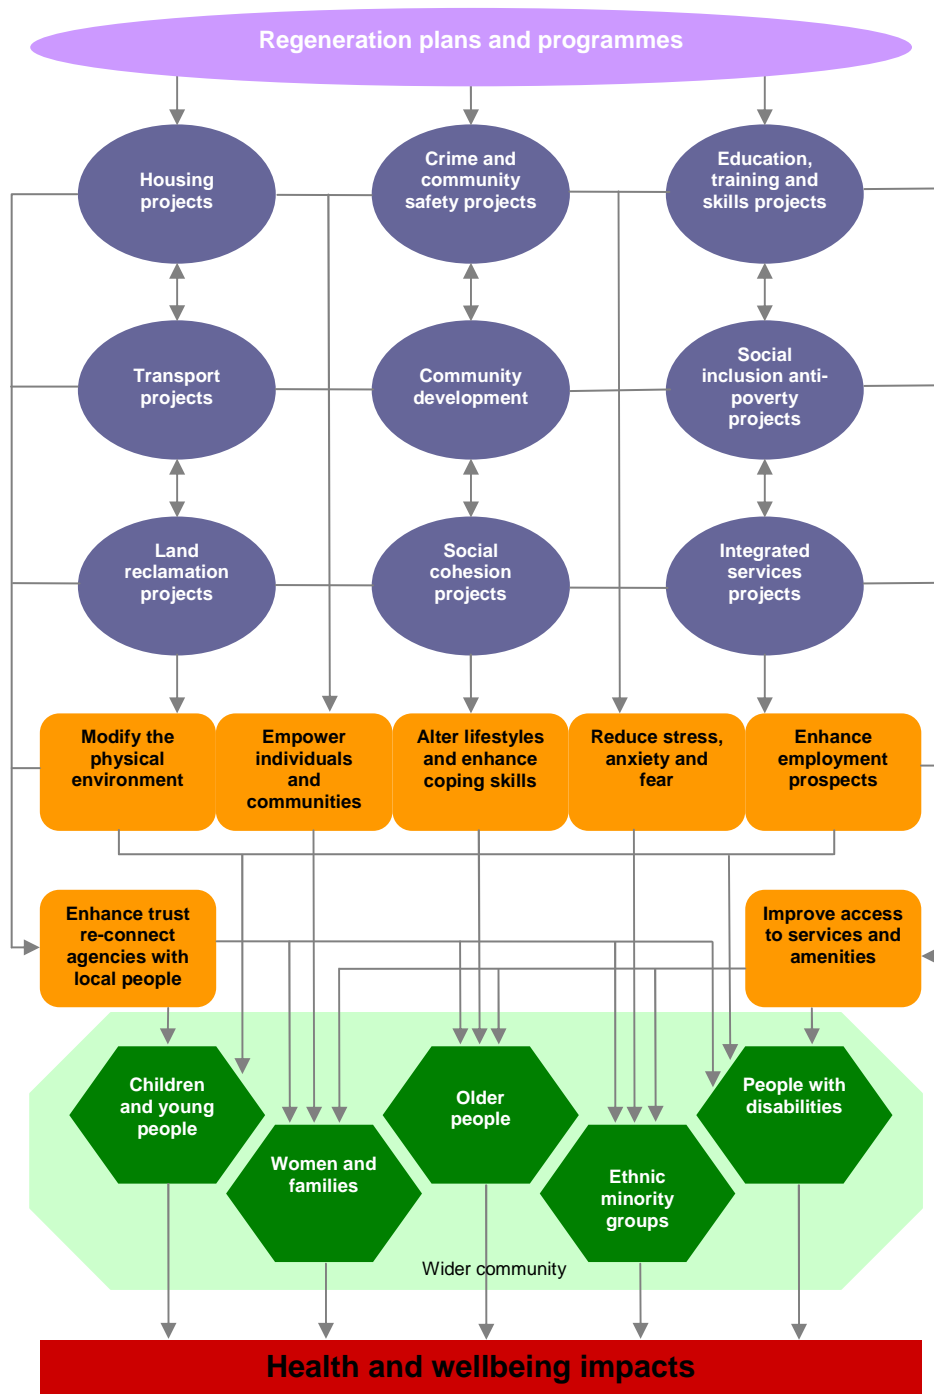 Regeneration plans and programmes
Housing
projects
Crime and
community
safety projects
Education,
training and
skills projects
Transport
projects
Community
development
Social
inclusion anti-
poverty
projects
Land
reclamation
projects
Social
cohesion
projects
Integrated
services
projects
Modify the
physical
environment
Empower
individuals
and
communities
Alter lifestyles
and enhance
coping skills
Reduce stress,
anxiety and
fear
Enhance
employment
prospects
Enhance trust
re-connect
agencies with
local people
Improve access
to services and
amenities
Children
and young
people
Women and
families
Older
people
Ethnic
minority
groups
People with
disabilities
Wider community
Health and wellbeing impacts